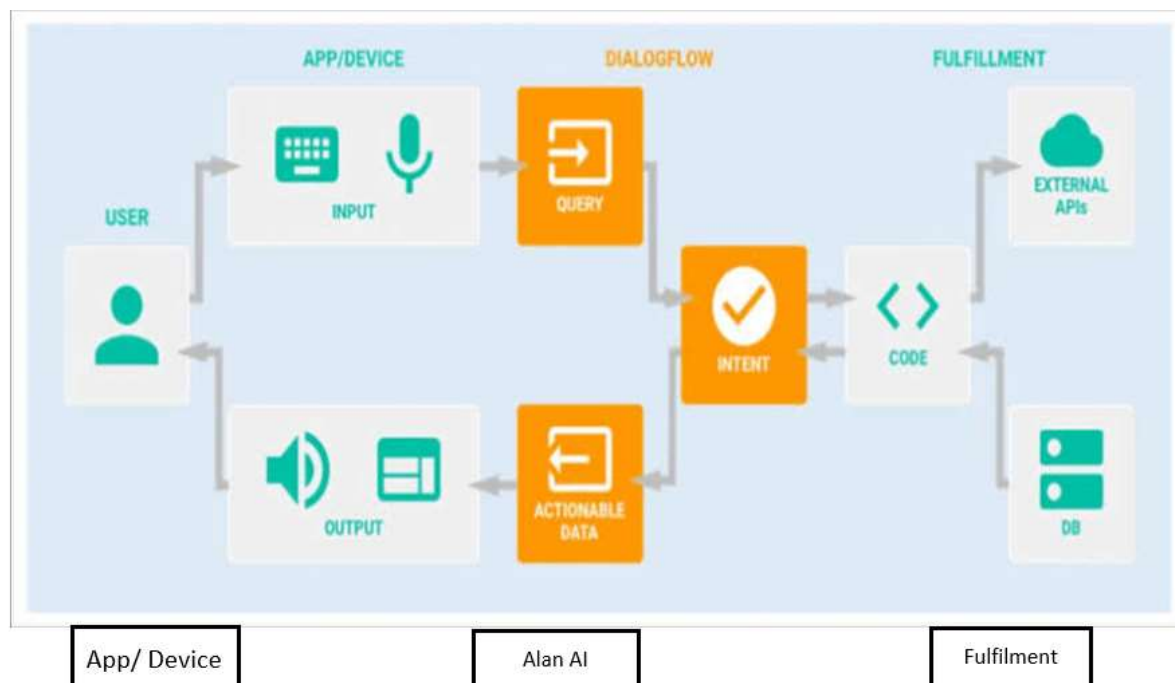 APP/DEVICE
DIALOGFLOW
FULFILLMENT
INPUT
QUERY
EXTERNAL
APIs
USER
INTENT
CODE
OUTPUT
ACTIONABLE
DATA
DB
App/ Device
Alan AI
Fulfilment